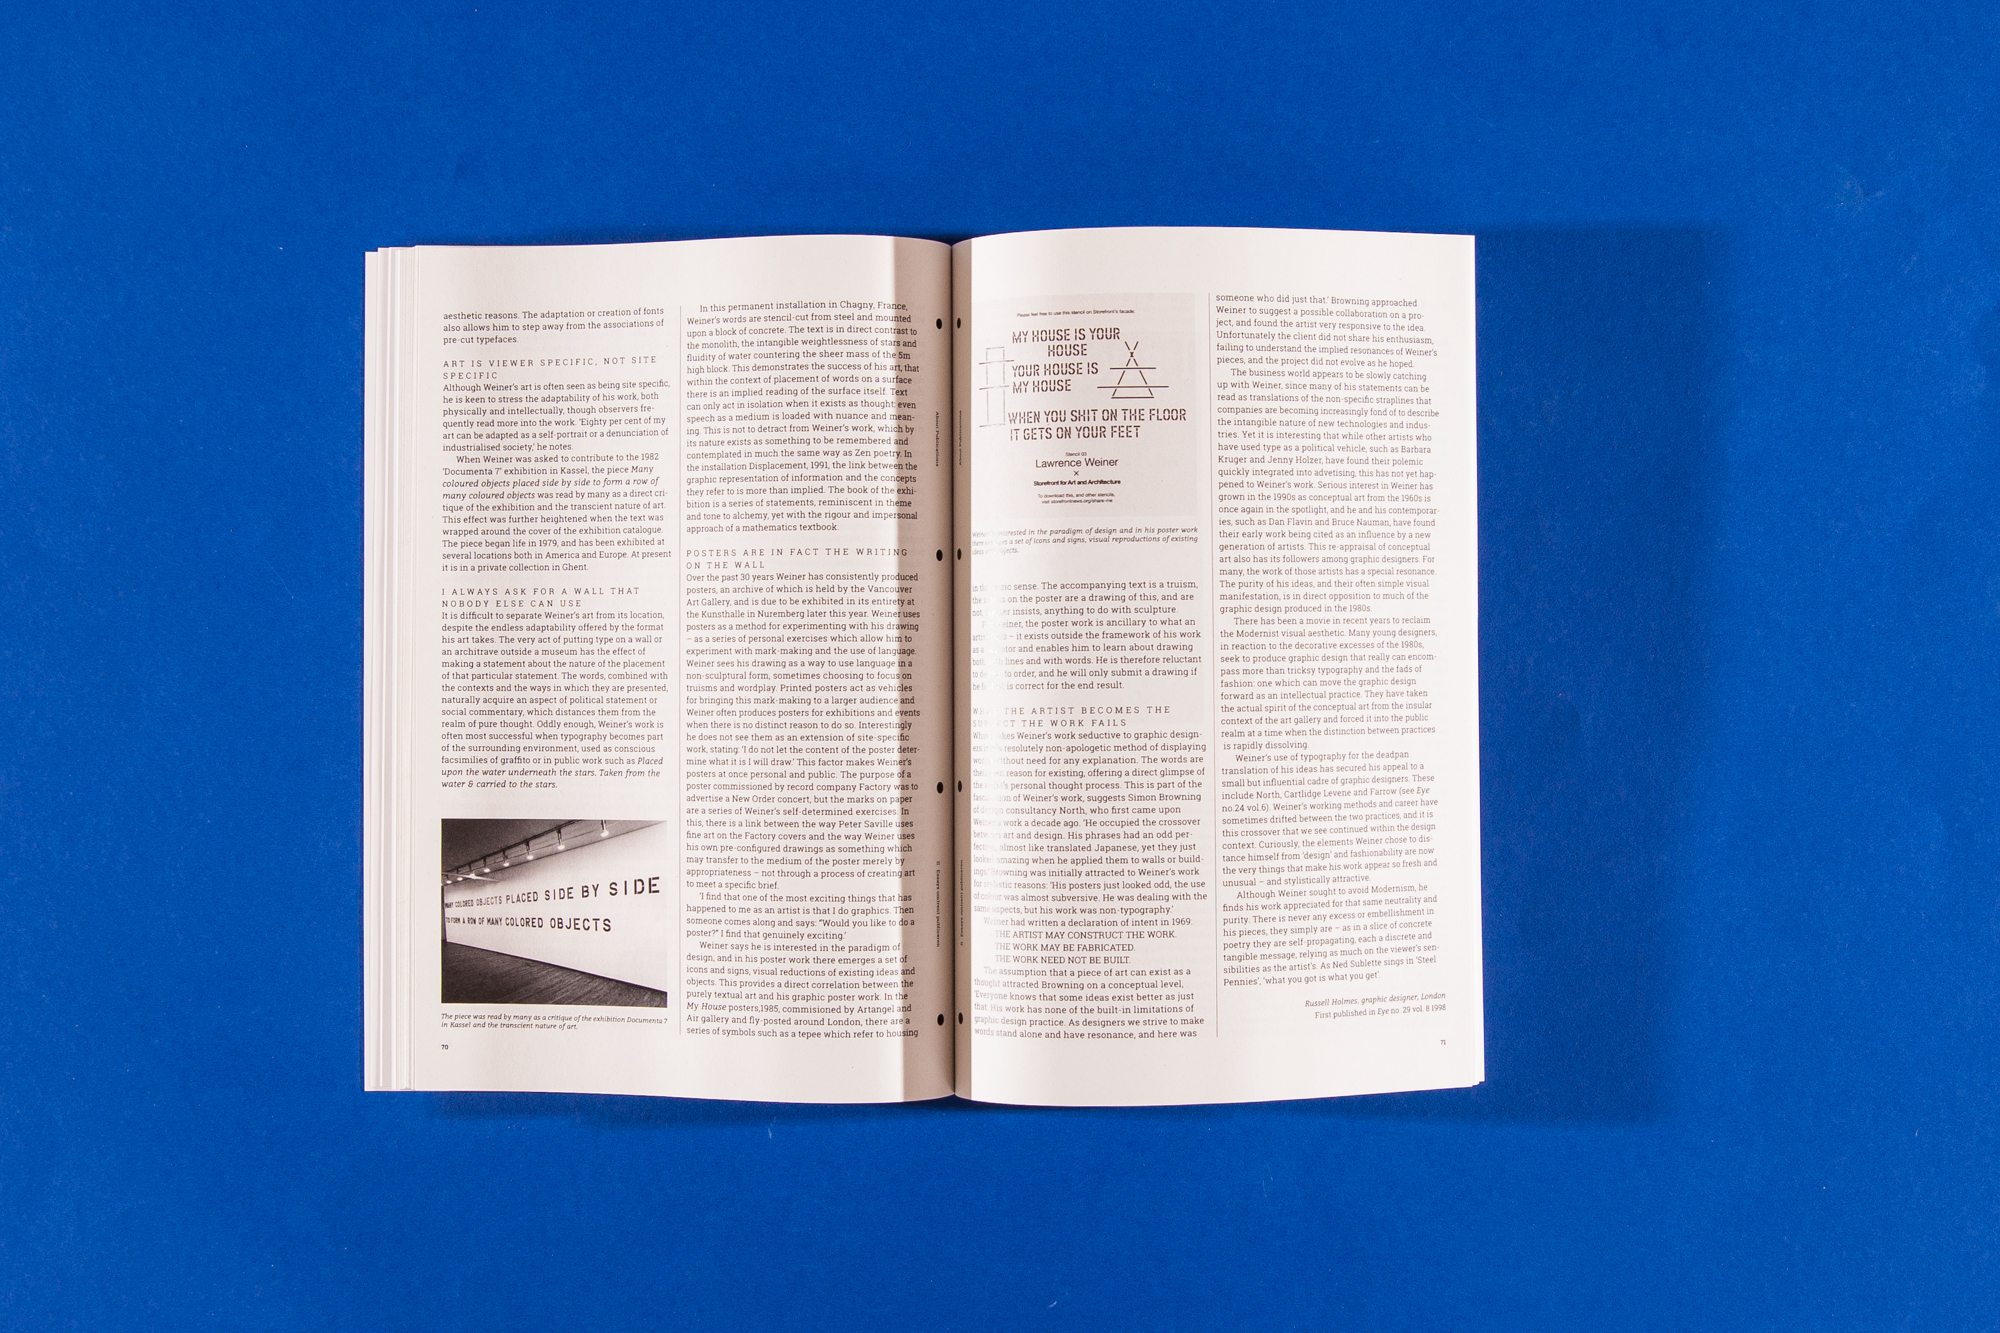 aesthetic reasons. The adaptation or creation of fonts
also allows him to step away from the associations of
pre-cut typefaces.
ART IS VIEWER SPECIFIC, NOT SITE
SPECIFIC
Although Weiner's art is often seen as being site specific,
he is keen to stress the adaptability of his work, both
physically and intellectually, though observers fre-
quently read more into the work. 'Eighty per cent of my
art can be adapted as a self-portrait or a denunciation of
industrialised society,' he notes.
When Weiner was asked to contribute to the 1982
'Documenta 7' exhibition in Kassel, the piece Many
coloured objects placed side by side to form a row of
many coloured objects was read by many as a direct cri-
tique of the exhibition and the transient nature of art.
This effect was further heightened when the text was
wrapped around the cover of the exhibition catalogue.
The piece began life in 1979, and has been exhibited at
several locations both in America and Europe. At present
it is in a private collection in Ghent.
I ALWAYS ASK FOR A WALL THAT
NOBODY ELSE CAN USE
It is difficult to separate Weiner's art from its location,
despite the endless adaptability offered by the format
his art takes. The very act of putting type on a wall or
an architrave outside a museum has the effect of
making a statement about the nature of the placement
of that particular statement. The words, combined with
the contexts and the ways in which they are presented,
naturally acquire an aspect of political statement or
social commentary, which distances them from the
realm of pure thought. Oddly enough, Weiner's work is
often most successful when typography becomes part
of the surrounding environment, used as conscious
facsimilies of graffito or in public work such as Placed
upon the water underneath the stars. Taken from the
water & carried to the stars.
MANY COLORED OBJECTS PLACED SIDE BY SIDE
TO FORM A ROW OF MANY COLORED OBJECTS
The piece was read by many as a critique of the exhibition Documenta 7
in Kassel and the transcient nature of art.
70
In this permanent installation in Chagny, France,
Weiner's words are stencil-cut from steel and mounted
upon a block of concrete. The text is in direct contrast to
the monolith, the intangible weightlessness of stars and
fluidity of water countering the sheer mass of the 5m
high block. This demonstrates the success of his art, that
within the context of placement of words on a surface
there is an implied reading of the surface itself. Text
can only act in isolation when it exists as thought; even
speech as a medium is loaded with nuance and mean-
ing. This is not to detract from Weiner's work, which by
its nature exists as something to be remembered and
contemplated in much the same way as Zen poetry. In
the installation Displacement, 1991, the link between the
graphic representation of information and the concepts
they refer to is more than implied. The book of the exhi-
bition is a series of statements, reminiscent in theme
and tone to alchemy, yet with the rigour and impersonal
approach of a mathematics textbook.
POSTERS ARE IN FACT THE WRITING
ON THE WALL
Over the past 30 years Weiner has consistently produced
posters, an archive of which is held by the Vancouver
Art Gallery, and is due to be exhibited in its entirety at
the Kunsthalle in Nuremberg later this year. Weiner uses
posters as a method for experimenting with his drawing
– as a series of personal exercises which allow him to
experiment with mark-making and the use of language.
Weiner sees his drawing as a way to use language in a
non-sculptural form, sometimes choosing to focus on
truisms and wordplay. Printed posters act as vehicles
for bringing this mark-making to a larger audience and
Weiner often produces posters for exhibitions and events
when there is no distinct reason to do so. Interestingly
he does not see them as an extension of site-specific
work, stating: 'I do not let the content of the poster deter-
mine what it is I will draw.' This factor makes Weiner's
posters at once personal and public. The purpose of a
poster commissioned by record company Factory was to
advertise a New Order concert, but the marks on paper
are a series of Weiner's self-determined exercises. In
this, there is a link between the way Peter Saville uses
fine art on the Factory covers and the way Weiner uses
his own pre-configured drawings as something which
may transfer to the medium of the poster merely by
appropriateness – not through a process of creating art
to meet a specific brief.
'I find that one of the most exciting things that has
happened to me as an artist is that I do graphics. Then
someone comes along and says: "Would you like to do a
poster?" I find that genuinely exciting.'
Weiner says he is interested in the paradigm of
design, and in his poster work there emerges a set of
icons and signs, visual reductions of existing ideas and
objects. This provides a direct correlation between the
purely textual art and his graphic poster work. In the
My House posters,1985, commisioned by Artangel and
Air gallery and fly-posted around London, there are a
series of symbols such as a tepee which refer to housing
Please feel free to use this stencil on Storefront's facade.
MY HOUSE IS YOUR
HOUSE
YOUR HOUSE IS
MY HOUSE
WHEN YOU SHIT ON THE FLOOR
IT GETS ON YOUR FEET
Stencil 03
Lawrence Weiner
×
Storefront for Art and Architecture
To download this, and other stencils,
visit storefrontnews.org/share-me
interested in the paradigm of design and in his poster work
a set of icons and signs, visual reproductions of existing
sense. The accompanying text is a truism,
on the poster are a drawing of this, and are
insists, anything to do with sculpture.
the poster work is ancillary to what an
– it exists outside the framework of his work
and enables him to learn about drawing
lines and with words. He is therefore reluctant
to order, and he will only submit a drawing if
is correct for the end result.
THE ARTIST BECOMES THE
THE WORK FAILS
Weiner's work seductive to graphic design-
resolutely non-apologetic method of displaying
without need for any explanation. The words are
reason for existing, offering a direct glimpse of
personal thought process. This is part of the
of Weiner's work, suggests Simon Browning
consultancy North, who first came upon
work a decade ago. 'He occupied the crossover
between art and design. His phrases had an odd per-
almost like translated Japanese, yet they just
looked amazing when he applied them to walls or build-
ings.' Browning was initially attracted to Weiner's work
for stylistic reasons: 'His posters just looked odd, the use
of colour was almost subversive. He was dealing with the
same aspects, but his work was non-typography.'
Weiner had written a declaration of intent in 1969:
THE ARTIST MAY CONSTRUCT THE WORK.
THE WORK MAY BE FABRICATED.
THE WORK NEED NOT BE BUILT.
The assumption that a piece of art can exist as a
thought attracted Browning on a conceptual level,
'Everyone knows that some ideas exist better as just
that. His work has none of the built-in limitations of
graphic design practice. As designers we strive to make
words stand alone and have resonance, and here was
someone who did just that.' Browning approached
Weiner to suggest a possible collaboration on a pro-
ject, and found the artist very responsive to the idea.
Unfortunately the client did not share his enthusiasm,
failing to understand the implied resonances of Weiner's
pieces, and the project did not evolve as he hoped.
The business world appears to be slowly catching
up with Weiner, since many of his statements can be
read as translations of the non-specific straplines that
companies are becoming increasingly fond of to describe
the intangible nature of new technologies and indus-
tries. Yet it is interesting that while other artists who
have used type as a political vehicle, such as Barbara
Kruger and Jenny Holzer, have found their polemic
quickly integrated into advetising, this has not yet hap-
pened to Weiner's work. Serious interest in Weiner has
grown in the 1990s as conceptual art from the 1960s is
once again in the spotlight, and he and his contemporar-
ies, such as Dan Flavin and Bruce Nauman, have found
their early work being cited as an influence by a new
generation of artists. This re-appraisal of conceptual
art also has its followers among graphic designers. For
many, the work of those artists has a special resonance.
The purity of his ideas, and their often simple visual
manifestation, is in direct opposition to much of the
graphic design produced in the 1980s.
There has been a movie in recent years to reclaim
the Modernist visual aesthetic. Many young designers,
in reaction to the decorative excesses of the 1980s,
seek to produce graphic design that really can encom-
pass more than tricksy typography and the fads of
fashion: one which can move the graphic design
forward as an intellectual practice. They have taken
the actual spirit of the conceptual art from the insular
context of the art gallery and forced it into the public
realm at a time when the distinction between practices
is rapidly dissolving.
Weiner's use of typography for the deadpan
translation of his ideas has secured his appeal to a
small but influential cadre of graphic designers. These
include North, Cartlidge Levene and Farrow (see Eye
no.24 vol.6). Weiner's working methods and career have
sometimes drifted between the two practices, and it is
this crossover that we see continued within the design
context. Curiously, the elements Weiner chose to dis-
tance himself from 'design' and fashionability are now
the very things that make his work appear so fresh and
unusual – and stylistically attractive.
Although Weiner sought to avoid Modernism, he
finds his work appreciated for that same neutrality and
purity. There is never any excess or embellishment in
his pieces, they simply are – as in a slice of concrete
poetry they are self-propagating, each a discrete and
tangible message, relying as much on the viewer's sen-
sibilities as the artist's. As Ned Sublette sings in 'Steel
Pennies', 'what you got is what you get'.
Russell Holmes, graphic designer, London
First published in Eye no. 29 vol. 8 1998
71